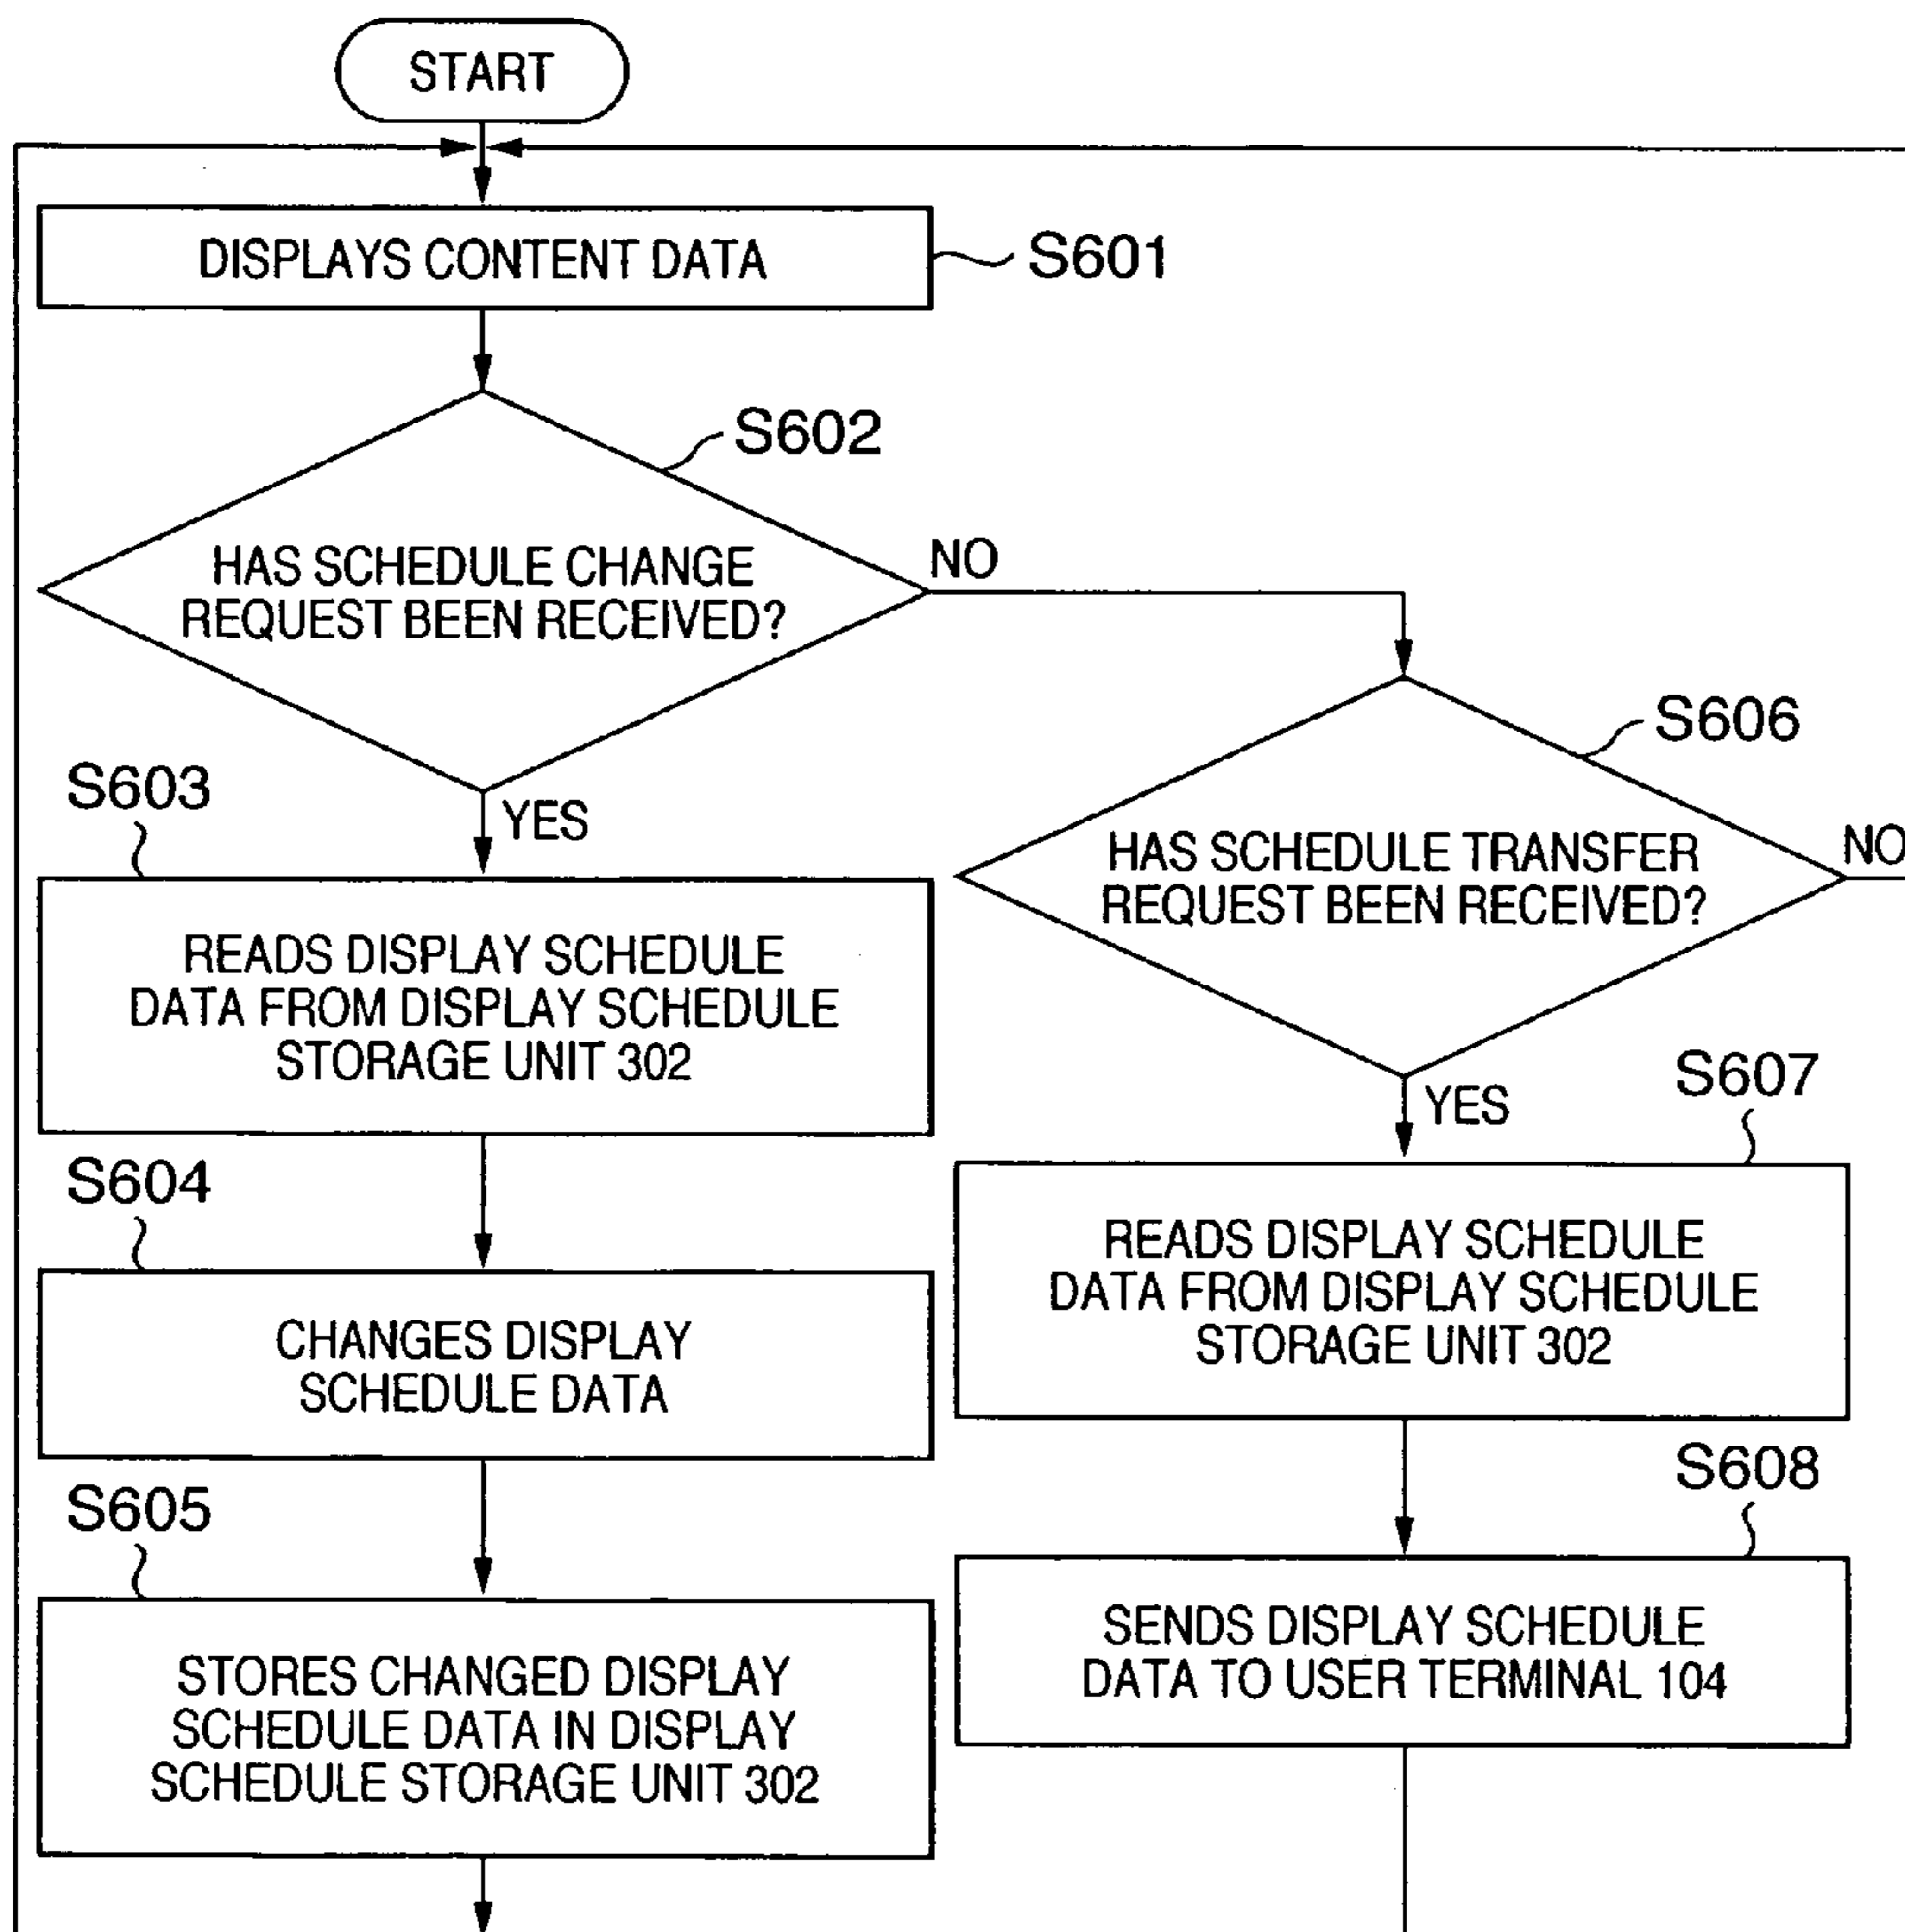 START
DISPLAYS CONTENT DATA
S601
S602
HAS SCHEDULE CHANGE
REQUEST BEEN RECEIVED?
NO
YES
S603
READS DISPLAY SCHEDULE
DATA FROM DISPLAY SCHEDULE
STORAGE UNIT 302
S604
CHANGES DISPLAY
SCHEDULE DATA
S605
STORES CHANGED DISPLAY
SCHEDULE DATA IN DISPLAY
SCHEDULE STORAGE UNIT 302
S606
HAS SCHEDULE TRANSFER
REQUEST BEEN RECEIVED?
NO
YES
S607
READS DISPLAY SCHEDULE
DATA FROM DISPLAY SCHEDULE
STORAGE UNIT 302
S608
SENDS DISPLAY SCHEDULE
DATA TO USER TERMINAL 104